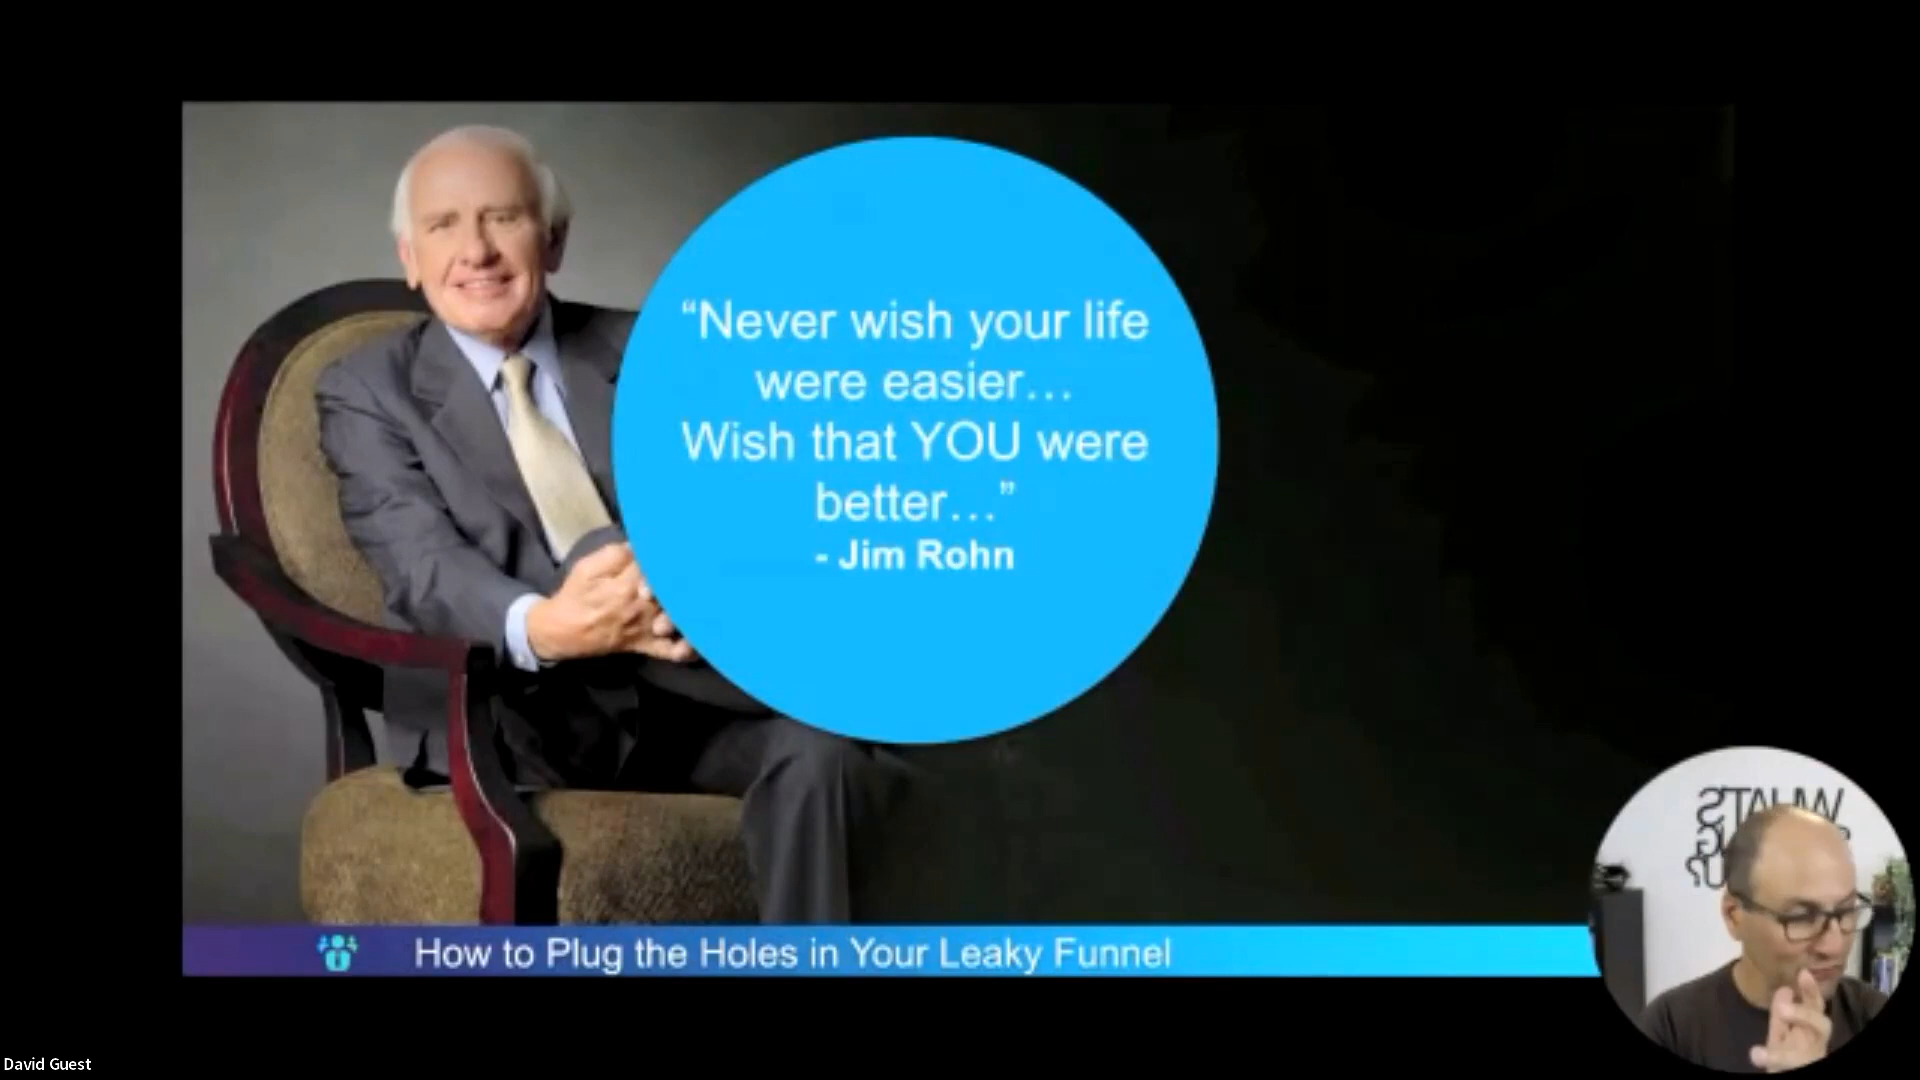 “Never wish your life
were easier…
Wish that YOU were
better…”
- Jim Rohn
How to Plug the Holes in Your Leaky Funnel
WHAT'S
David Guest